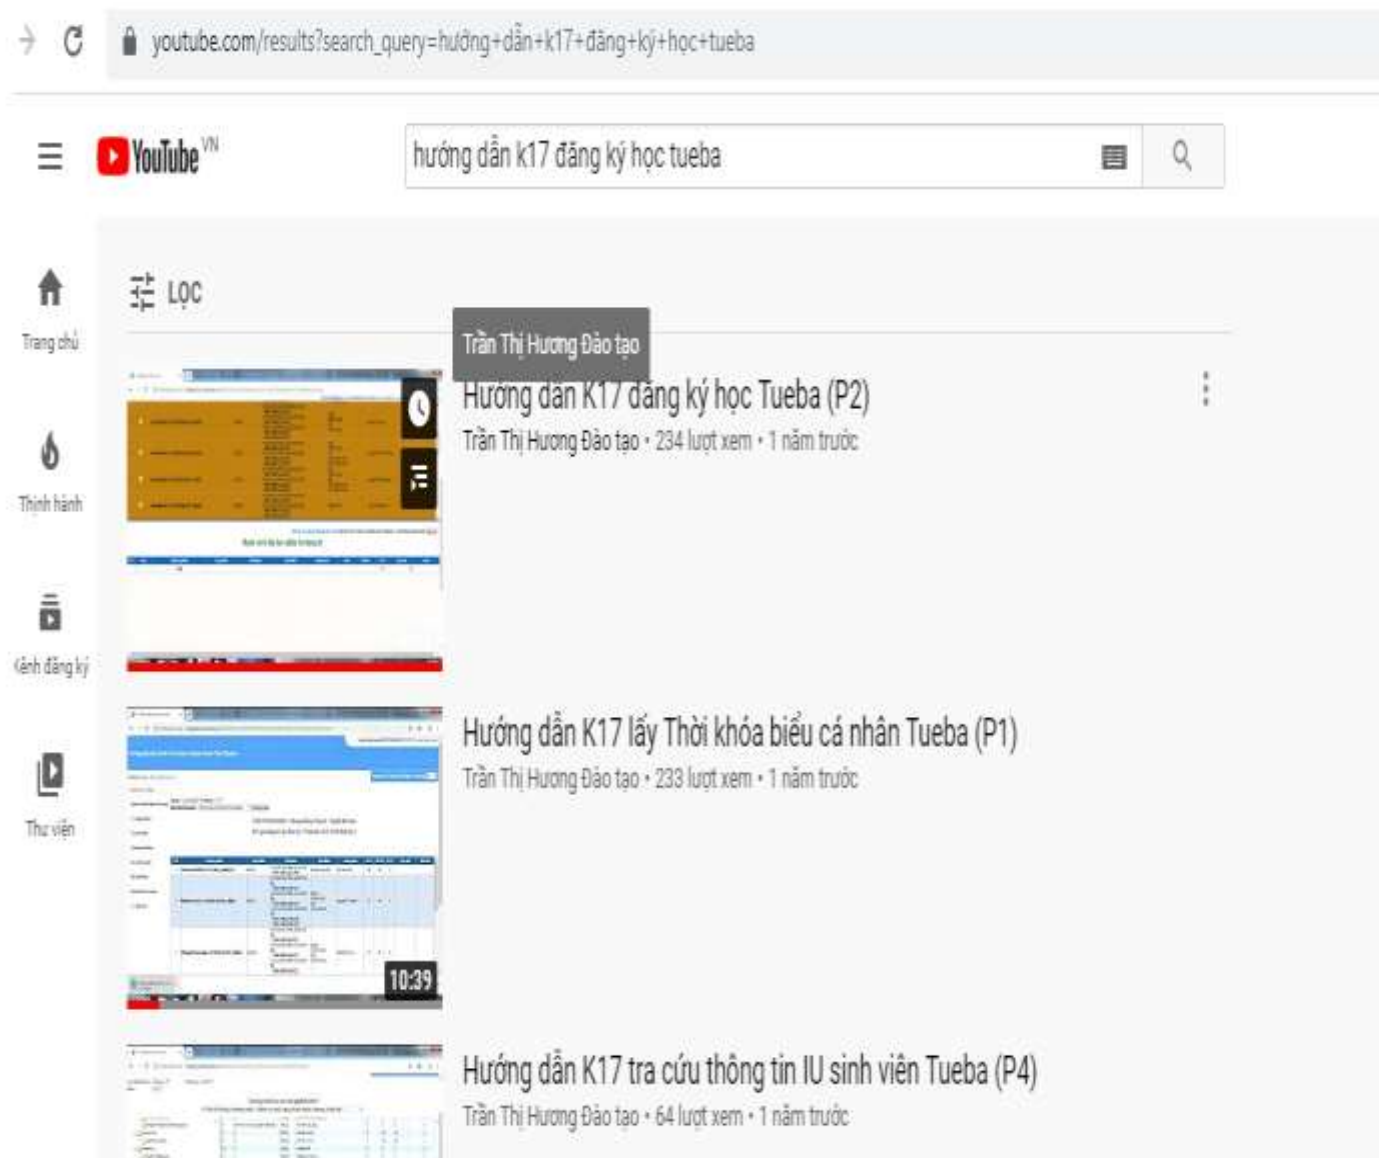 youtube.com/results?search_query=hướng+dẫn+k17+đăng+ký+học+tueba
YouTube VN
hướng dẫn k17 đăng ký học tueba
LỌC
Trang chủ
Trần Thị Hương Đào tạo
Hướng dẫn K17 đăng ký học Tueba (P2)
Trần Thị Hương Đào tạo • 234 lượt xem • 1 năm trước
Thịnh hành
Kênh đăng ký
Hướng dẫn K17 lấy Thời khóa biểu cá nhân Tueba (P1)
Trần Thị Hương Đào tạo • 233 lượt xem • 1 năm trước
Thư viện
10:39
Hướng dẫn K17 tra cứu thông tin IU sinh viên Tueba (P4)
Trần Thị Hương Đào tạo • 64 lượt xem • 1 năm trước